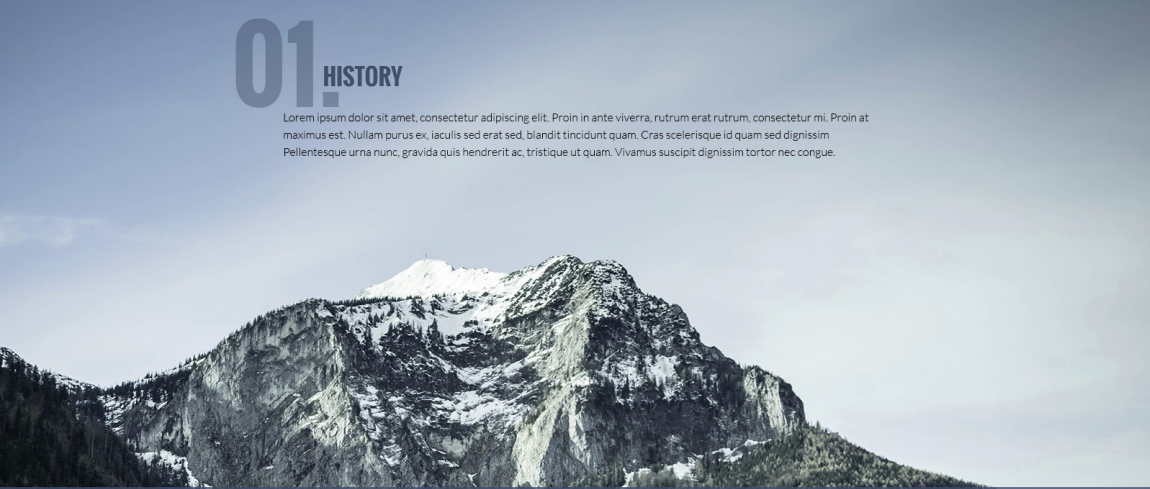 01.
HISTORY
Lorem ipsum dolor sit amet, consectetur adipiscing elit. Proin in ante viverra, rutrum erat rutrum, consectetur mi. Proin at
maximus est. Nullam purus ex, iaculis sed erat sed, blandit tincidunt quam. Cras scelerisque id quam sed dignissim
Pellentesque urna nunc, gravida quis hendrerit ac, tristique ut quam. Vivamus suscipit dignissim tortor nec congue.